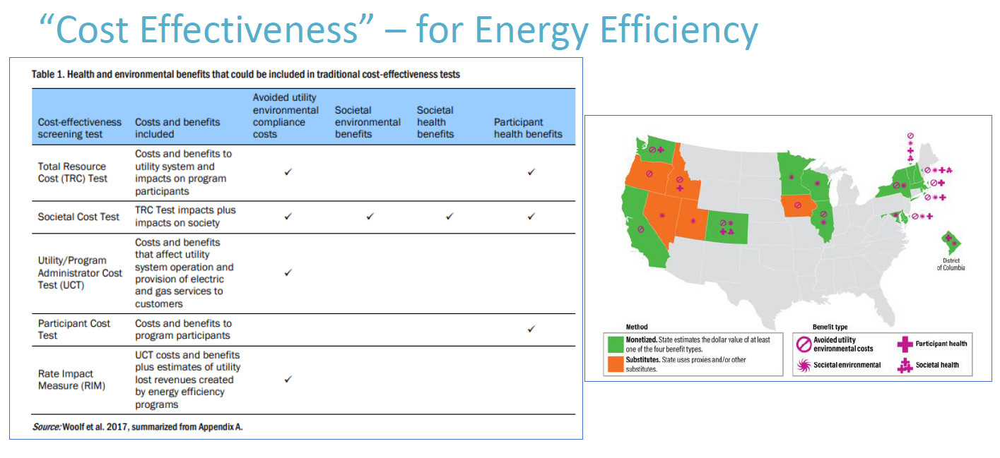 “Cost Effectiveness” – for Energy Efficiency
Table 1. Health and environmental benefits that could be included in traditional cost-effectiveness tests
Cost-effectiveness
screening test
Costs and benefits
included
Avoided utility
environmental
compliance
costs
Societal
environmental
benefits
Societal
health
benefits
Participant
health benefits
Total Resource
Cost (TRC) Test
Costs and benefits to
utility system and
impacts on program
participants
✓
✓
Societal Cost Test
TRC Test impacts plus
impacts on society
✓
✓
✓
✓
Utility/Program
Administrator Cost
Test (UCT)
Costs and benefits
that affect utility
system operation and
provision of electric
and gas services to
customers
✓
Participant Cost
Test
Costs and benefits to
program participants
✓
Rate Impact
Measure (RIM)
UCT costs and benefits
plus estimates of utility
lost revenues created
by energy efficiency
programs
✓
Source: Woolf et al. 2017, summarized from Appendix A.
District
of Columbia
Method
Monetized. State estimates the dollar value of at least
one of the four benefit types.
Substitutes. State uses proxies and/or other
substitutes.
Benefit type
Avoided utility
environmental costs
Participant health
Societal environmental
Societal health